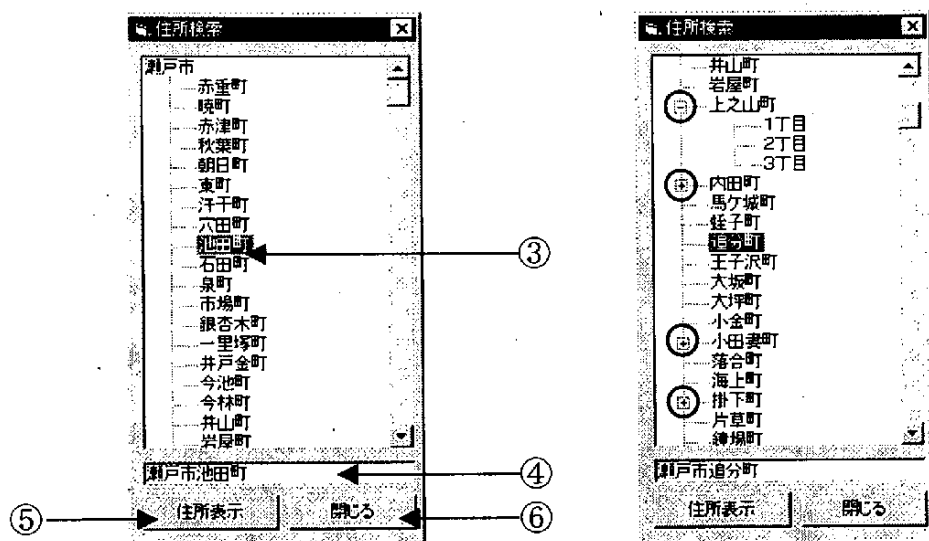 住所検索
瀬戸市
赤重町
暁町
赤津町
秋葉町
朝日町
東町
汗干町
穴田町
池田町
石田町
泉町
市場町
銀杏木町
一里塚町
井戸金町
今池町
今林町
井山町
岩屋町
瀬戸市池田町
住所表示
閉じる
③
④
⑤
⑥
住所検索
井山町
岩屋町
上之山町
1丁目
2丁目
3丁目
内田町
馬ケ城町
蛭子町
追分町
王子沢町
大坂町
大坪町
小金町
小田妻町
落合町
海上町
掛下町
片草町
鐘場町
瀬戸市追分町
住所表示
閉じる